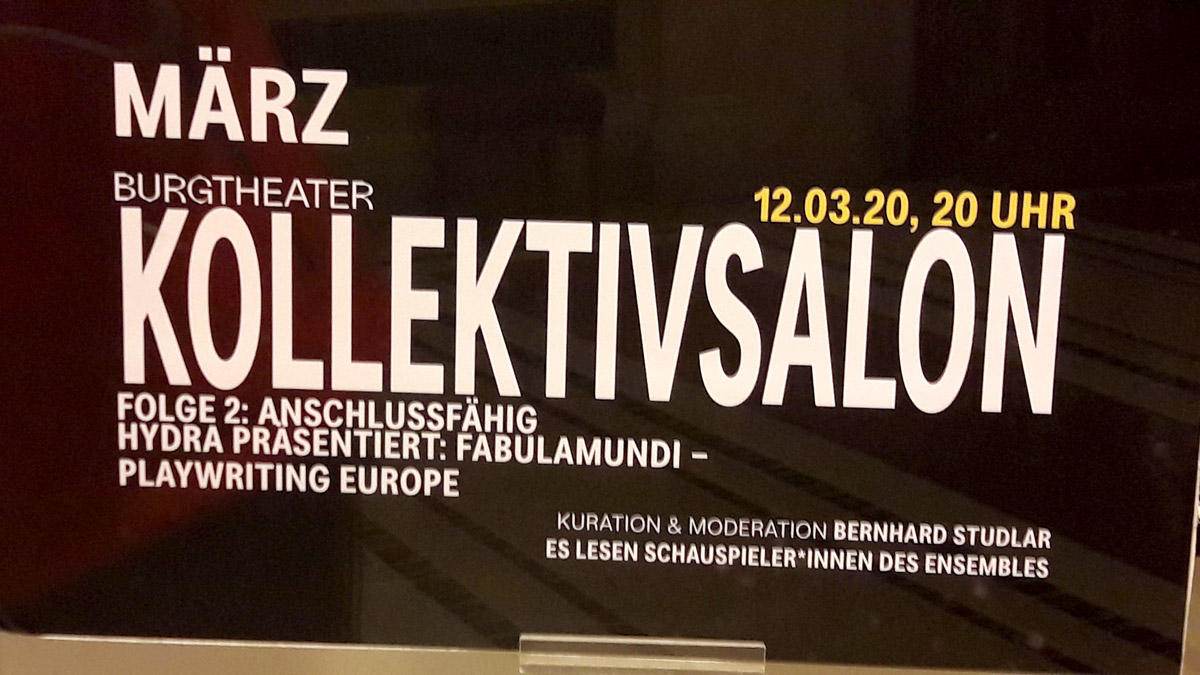 MÄRZ
BURGTHEATER
12.03.20, 20 UHR
KOLLEKTIVSALON
FOLGE 2: ANSCHLUSSFÄHIG
HYDRA PRÄSENTIERT: FABULAMUNDI –
PLAYWRITING EUROPE
KURATION & MODERATION BERNHARD STUDLAR
ES LESEN SCHAUSPIELER*INNEN DES ENSEMBLES